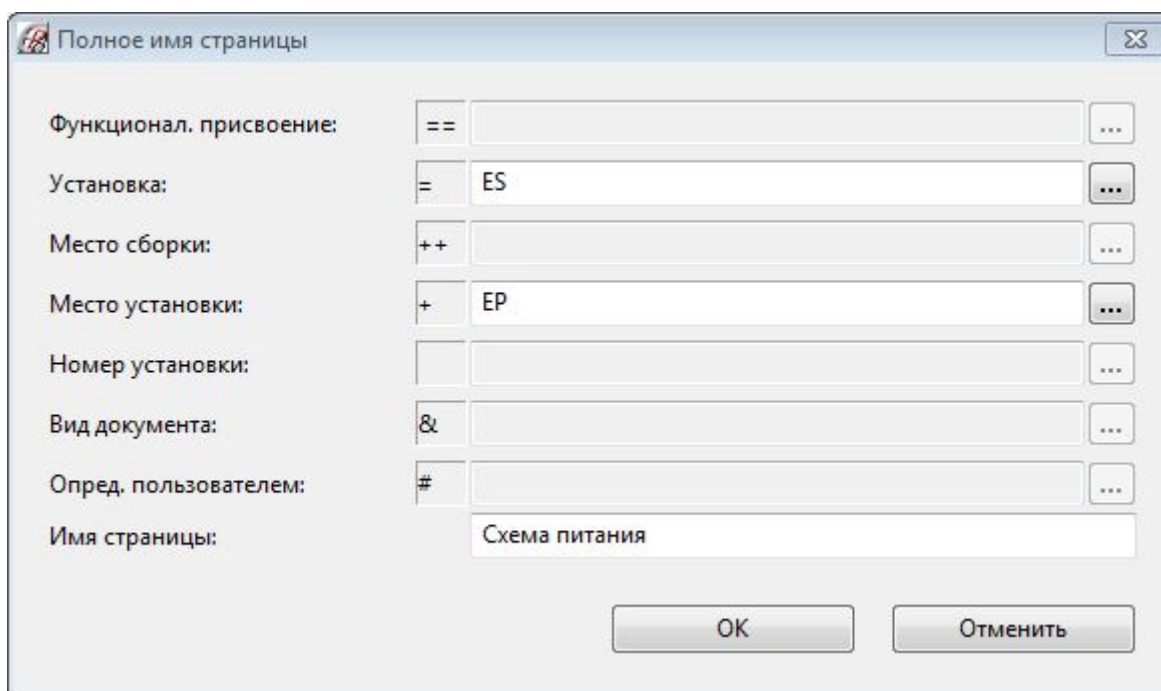 Полное имя страницы
Функционал. присвоение: == ...
Установка: = ES ...
Место сборки: ++ ...
Место установки: + EP ...
Номер установки: ...
Вид документа: & ...
Опред. пользователем: # ...
Имя страницы: Схема питания
OK Отменить